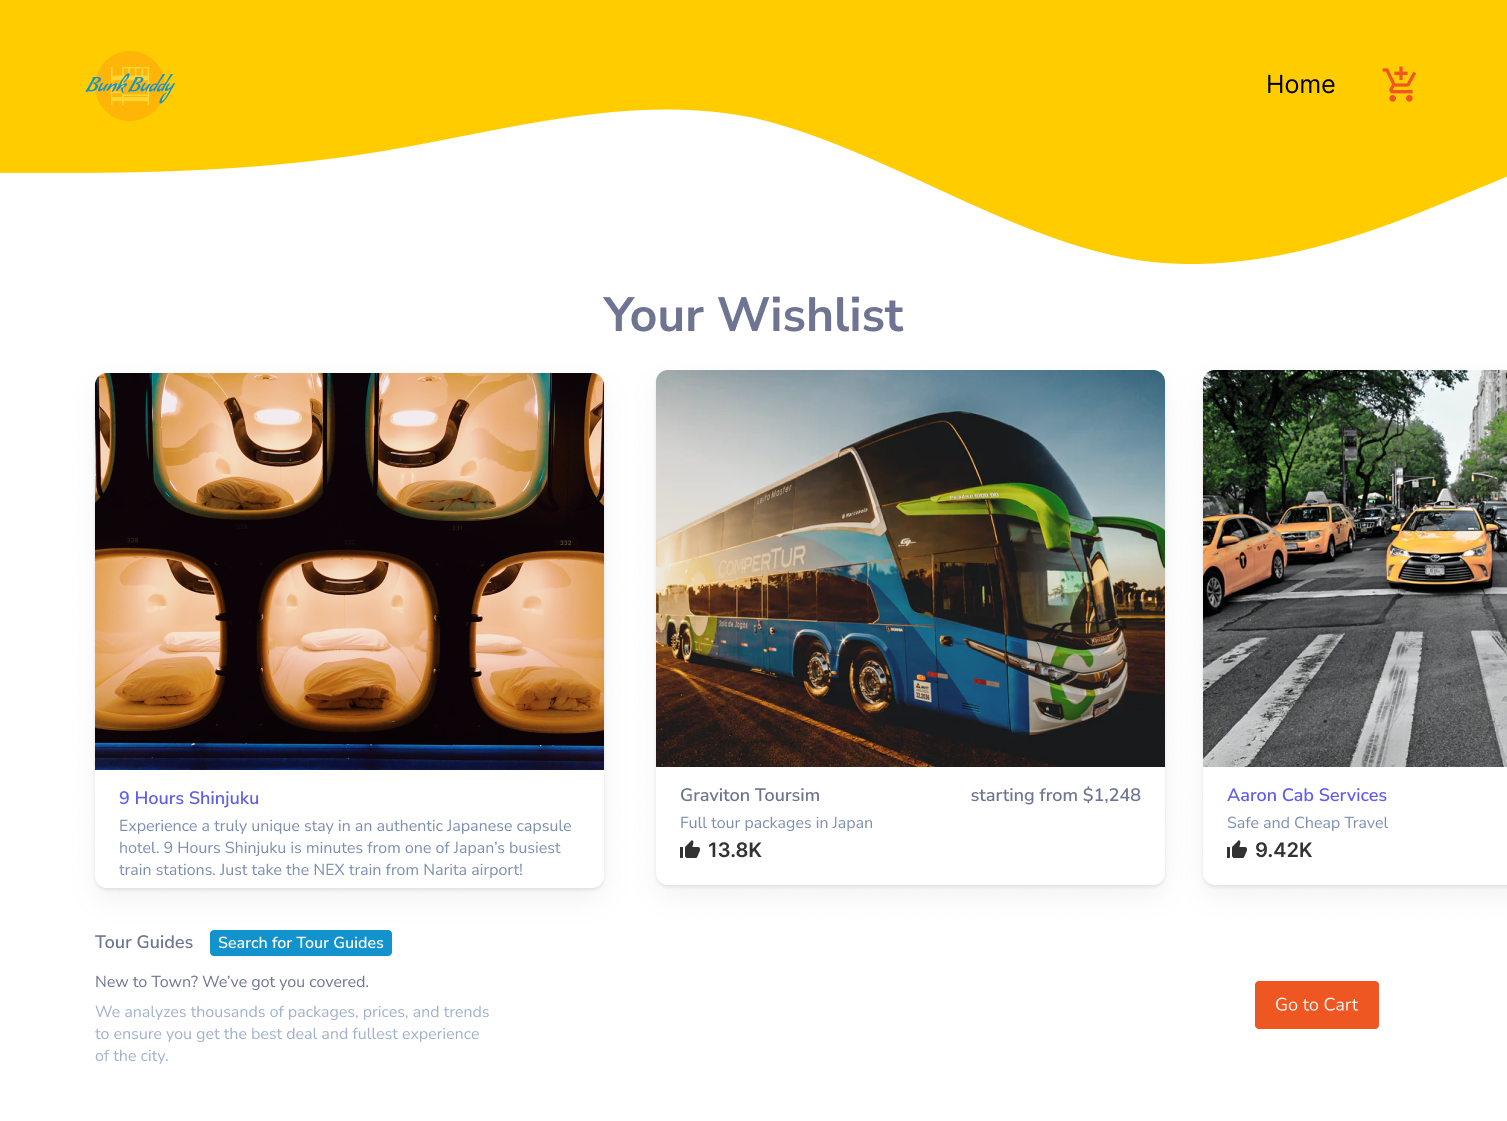 Bunk Buddy
Home
Your Wishlist
Leito Master
COMPERTUR
9 Hours Shinjuku
Experience a truly unique stay in an authentic Japanese capsule
hotel. 9 Hours Shinjuku is minutes from one of Japan's busiest
train stations. Just take the NEX train from Narita airport!
Graviton Toursim
starting from $1,248
Full tour packages in Japan
13.8K
Aaron Cab Services
Safe and Cheap Travel
9.42K
Tour Guides
Search for Tour Guides
New to Town? We've got you covered.
We analyzes thousands of packages, prices, and trends
to ensure you get the best deal and fullest experience
of the city.
Go to Cart